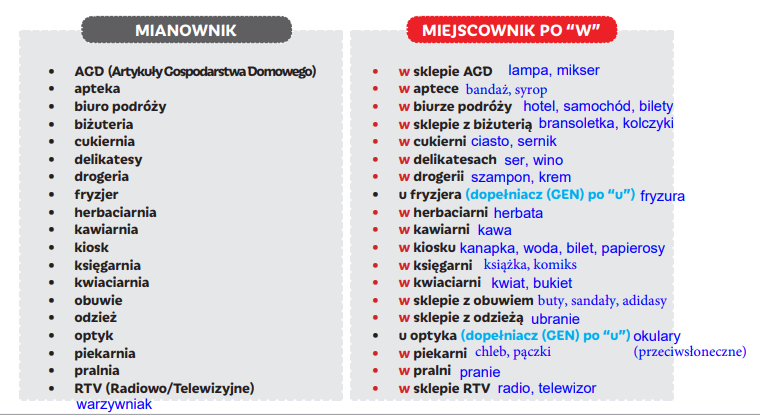 MIANOWNIK
• AGD (Artykuły Gospodarstwa Domowego)
• apteka
• biuro podróży
• biżuteria
• cukiernia
• delikatesy
• drogeria
• fryzjer
• herbaciarnia
• kawiarnia
• kiosk
• księgarnia
• kwiaciarnia
• obuwie
• odzież
• optyk
• piekarnia
• pralnia
• RTV (Radiowo/Telewizyjne)
warzywniak
MIEJSCOWNIK PO “W”
• w sklepie AGD lampa, mikser
• w aptece bandaż, syrop
• w biurze podróży hotel, samochód, bilety
• w sklepie z biżuterią bransoletka, kolczyki
• w cukierni ciasto, sernik
• w delikatesach ser, wino
• w drogerii szampon, krem
• u fryzjera (dopełniacz (GEN) po “u”) fryzura
• w herbaciarni herbata
• w kawiarni kawa
• w kiosku kanapka, woda, bilet, papierosy
• w księgarni książka, komiks
• w kwiaciarni kwiat, bukiet
• w sklepie z obuwiem buty, sandały, adidasy
• w sklepie z odzieżą ubranie
• u optyka (dopełniacz (GEN) po “u”) okulary
(przeciwsłoneczne)
• w piekarni chleb, pączki
• w pralni pranie
• w sklepie RTV radio, telewizor